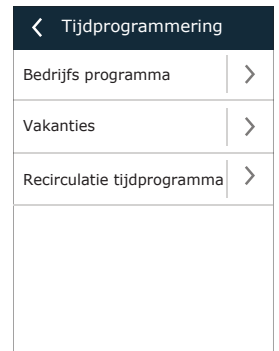 Tijdprogrammering
Bedrijfs programma
Vakanties
Recirculatie tijdprogramma